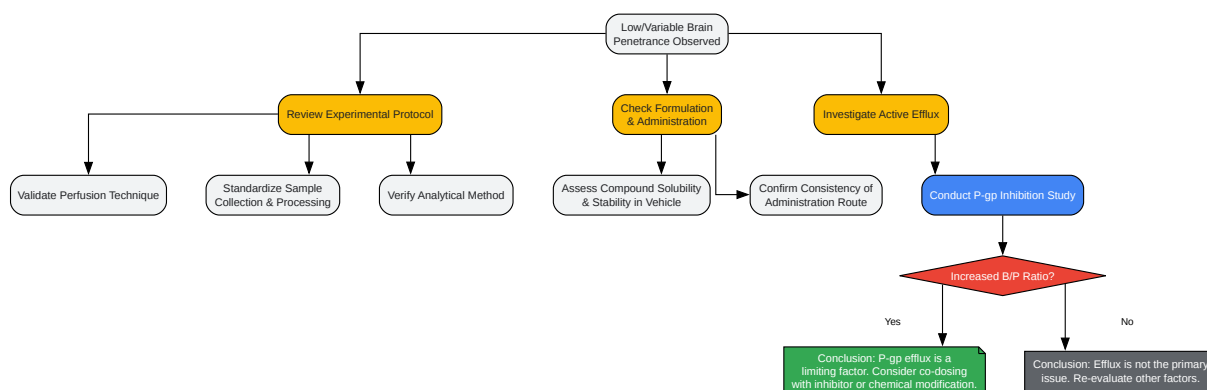 Low/Variable Brain
Penetrance Observed
Review Experimental Protocol
Check Formulation
& Administration
Investigate Active Efflux
Validate Perfusion Technique
Standardize Sample
Collection & Processing
Verify Analytical Method
Assess Compound Solubility
& Stability in Vehicle
Confirm Consistency of
Administration Route
Conduct P-gp Inhibition Study
Increased B/P Ratio?
Yes
No
Conclusion: P-gp efflux is a
limiting factor. Consider co-dosing
with inhibitor or chemical modification.
Conclusion: Efflux is not the primary
issue. Re-evaluate other factors.